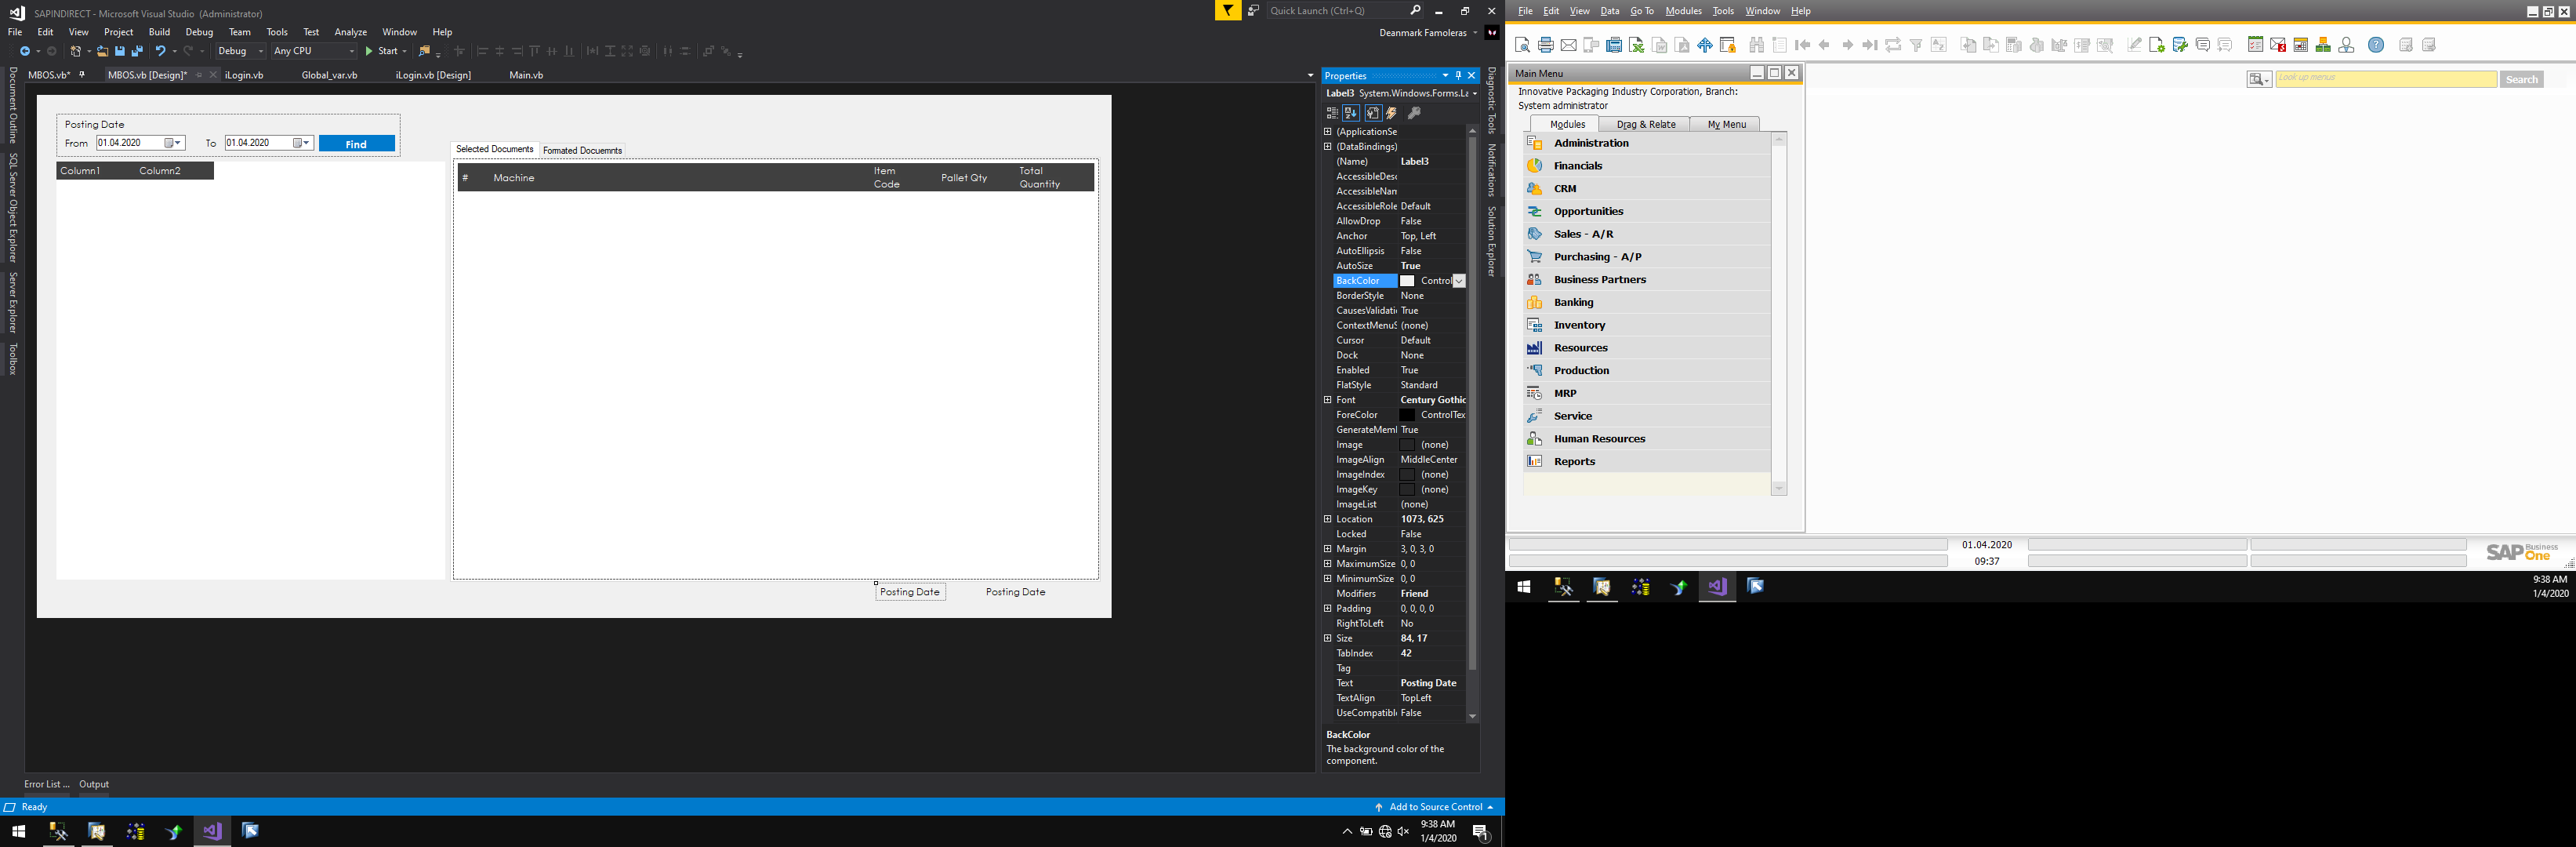 SAPINDIRECT - Microsoft Visual Studio (Administrator)
Quick Launch (Ctrl+Q)
File Edit View Project Build Debug Team Tools Test Analyze Window Help
Deanmark Famoleras
Debug Any CPU Start
MBOS.vb* MBOS.vb [Design]* iLogin.vb Global_var.vb iLogin.vb [Design] Main.vb
Document Outline
SQL Server Object Explorer
Server Explorer
Toolbox
Posting Date
From 01.04.2020 To 01.04.2020 Find
Column1 Column2
Selected Documents Formated Docuemnts
# Machine Item Code Pallet Qty Total Quantity
Posting Date Posting Date
Properties
Label3 System.Windows.Forms.La
(ApplicationSe
(DataBindings)
(Name) Label3
AccessibleDesc
AccessibleNam
AccessibleRole Default
AllowDrop False
Anchor Top, Left
AutoEllipsis False
AutoSize True
BackColor Control
BorderStyle None
CausesValidati True
ContextMenuS (none)
Cursor Default
Dock None
Enabled True
FlatStyle Standard
Font Century Gothic
ForeColor ControlTex
GenerateMeml True
Image (none)
ImageAlign MiddleCenter
ImageIndex (none)
ImageKey (none)
ImageList (none)
Location 1073, 625
Locked False
Margin 3, 0, 3, 0
MaximumSize 0, 0
MinimumSize 0, 0
Modifiers Friend
Padding 0, 0, 0, 0
RightToLeft No
Size 84, 17
TabIndex 42
Tag
Text Posting Date
TextAlign TopLeft
UseCompatible False
BackColor
The background color of the
component.
Diagnostic Tools
Notifications
Solution Explorer
Error List ... Output
Ready
Add to Source Control
9:38 AM
1/4/2020
1
File Edit View Data Go To Modules Tools Window Help
Main Menu
Look up menus Search
Innovative Packaging Industry Corporation, Branch:
System administrator
Modules Drag & Relate My Menu
Administration
Financials
CRM
Opportunities
Sales - A/R
Purchasing - A/P
Business Partners
Banking
Inventory
Resources
Production
MRP
Service
Human Resources
Reports
01.04.2020
09:37
SAP Business One
9:38 AM
1/4/2020